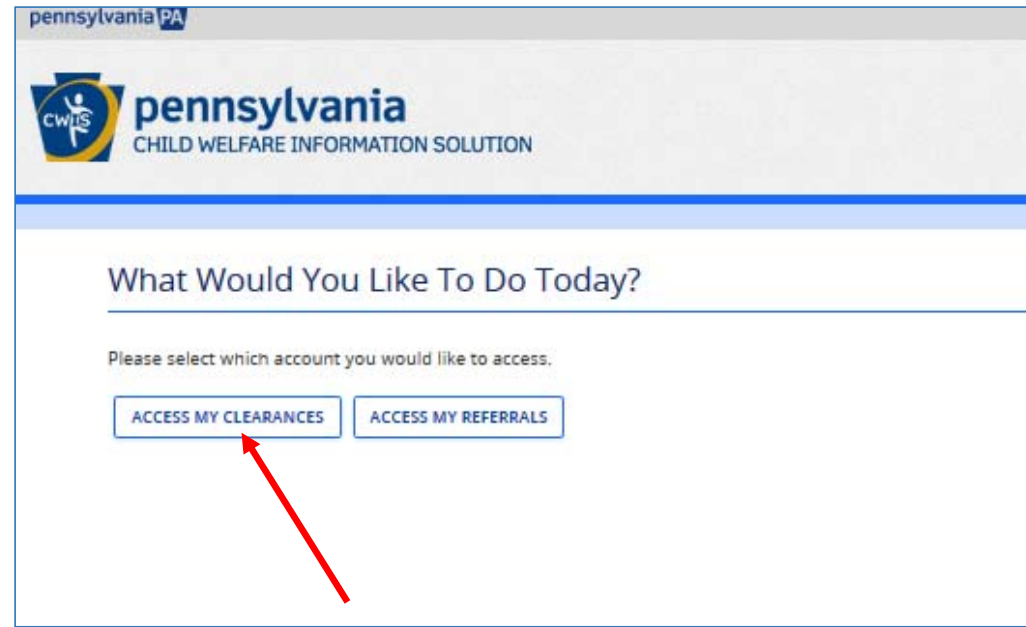 pennsylvania PA
CWIS
pennsylvania
CHILD WELFARE INFORMATION SOLUTION
What Would You Like To Do Today?
Please select which account you would like to access.
ACCESS MY CLEARANCES ACCESS MY REFERRALS